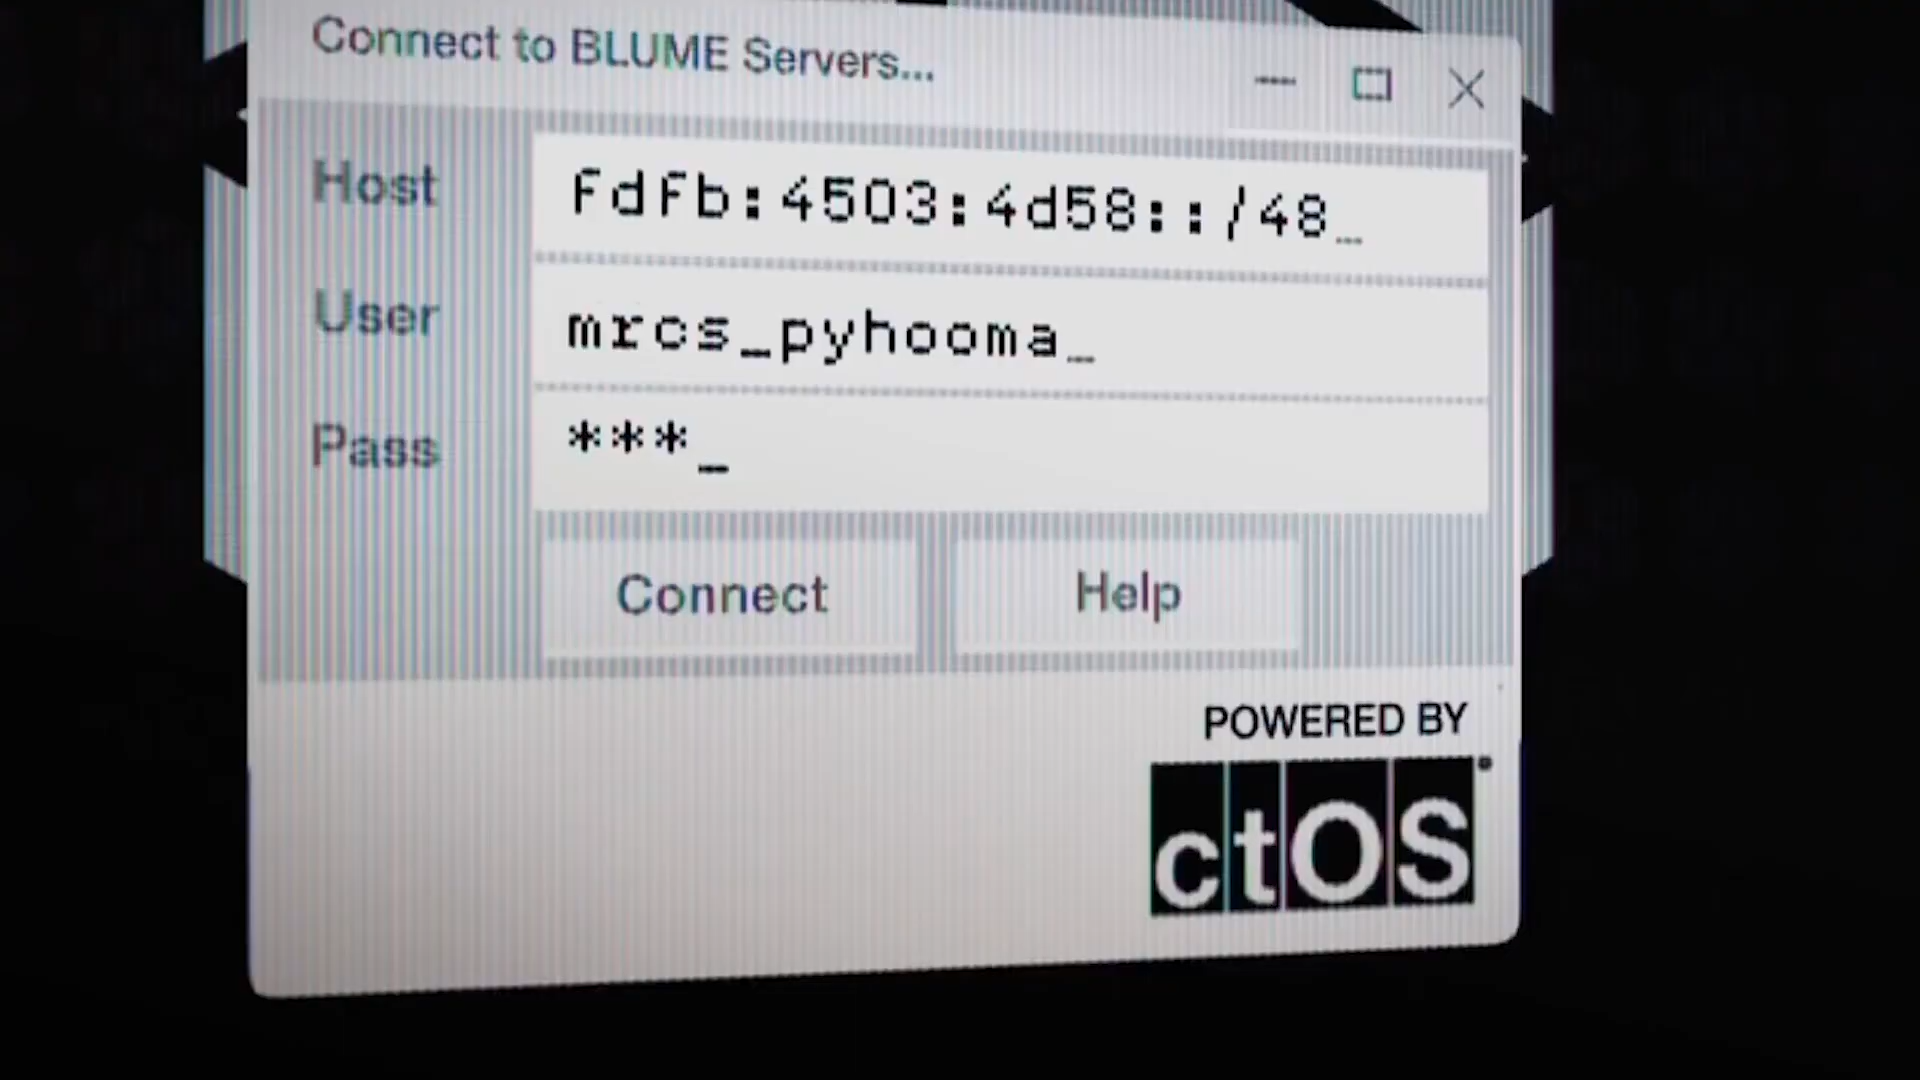 Connect to BLUME Servers...
Host fdfb:4503:4d58::/48_
User mrcs_pyhooma_
Pass ***_
Connect Help
POWERED BY
ctOS